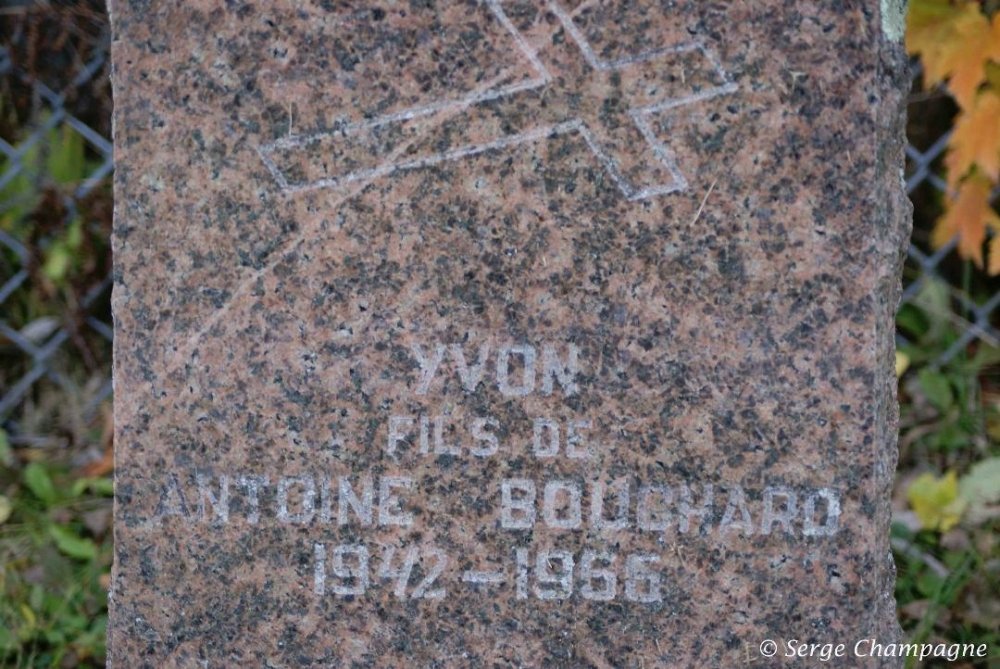 YVON
FILS DE
ANTOINE BOUCHARD
1942-1966
© Serge Champagne